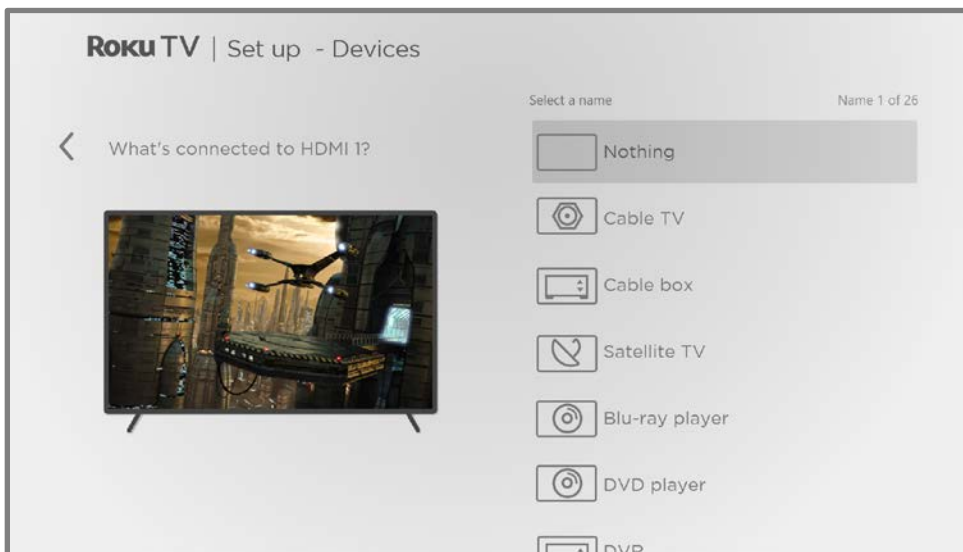 Roku TV | Set up - Devices
Select a name Name 1 of 26
What's connected to HDMI 1?
Nothing
Cable TV
Cable box
Satellite TV
Blu-ray player
DVD player
DVR